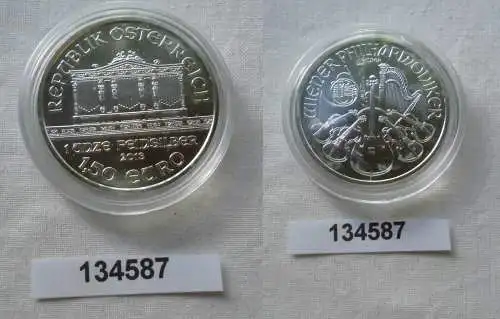 REPUBLIK ÖSTERREICH
1 UNZE FEINSILBER
2013
1,50 EURO
134587
WIENER PHILHARMONIKER
134587